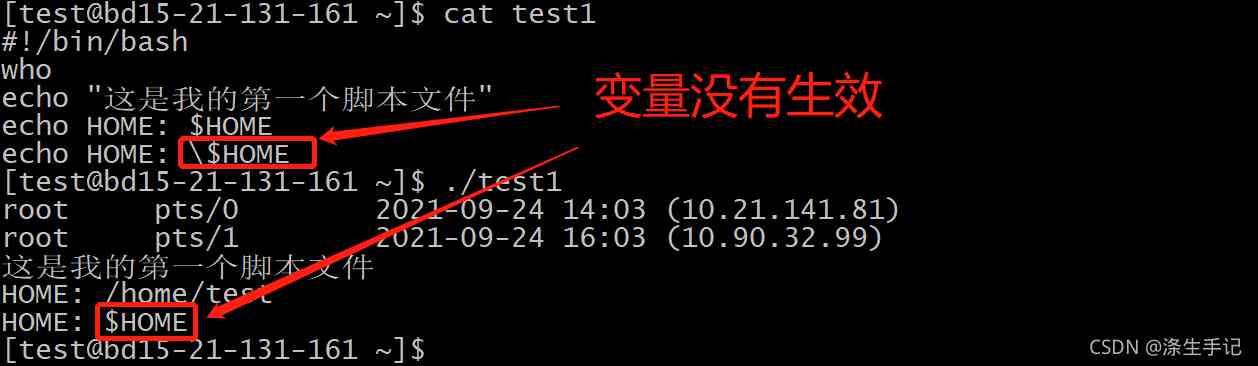 [test@bd15-21-131-161 ~]$ cat test1
#!/bin/bash
who
echo "这是我的第一个脚本文件"
echo HOME: $HOME
echo HOME: \$HOME
变量没有生效
[test@bd15-21-131-161 ~]$ ./test1
root     pts/0        2021-09-24 14:03 (10.21.141.81)
root     pts/1        2021-09-24 16:03 (10.90.32.99)
这是我的第一个脚本文件
HOME: /home/test
HOME: $HOME
[test@bd15-21-131-161 ~]$
CSDN @涤生手记